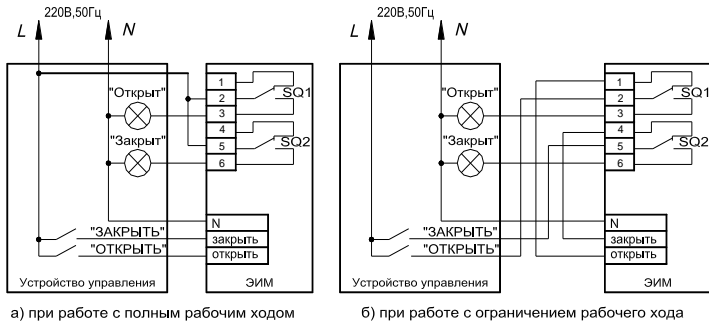 220В,50Гц
L N
1
"Открыт" 2 SQ1
3
"Закрыт" 4 SQ2
5
6
N
"ЗАКРЫТЬ" закрыть
"ОТКРЫТЬ" открыть
Устройство управления ЭИМ
а) при работе с полным рабочим ходом
220В,50Гц
L N
1
"Открыт" 2 SQ1
3
"Закрыт" 4 SQ2
5
6
N
"ЗАКРЫТЬ" закрыть
"ОТКРЫТЬ" открыть
Устройство управления ЭИМ
б) при работе с ограничением рабочего хода